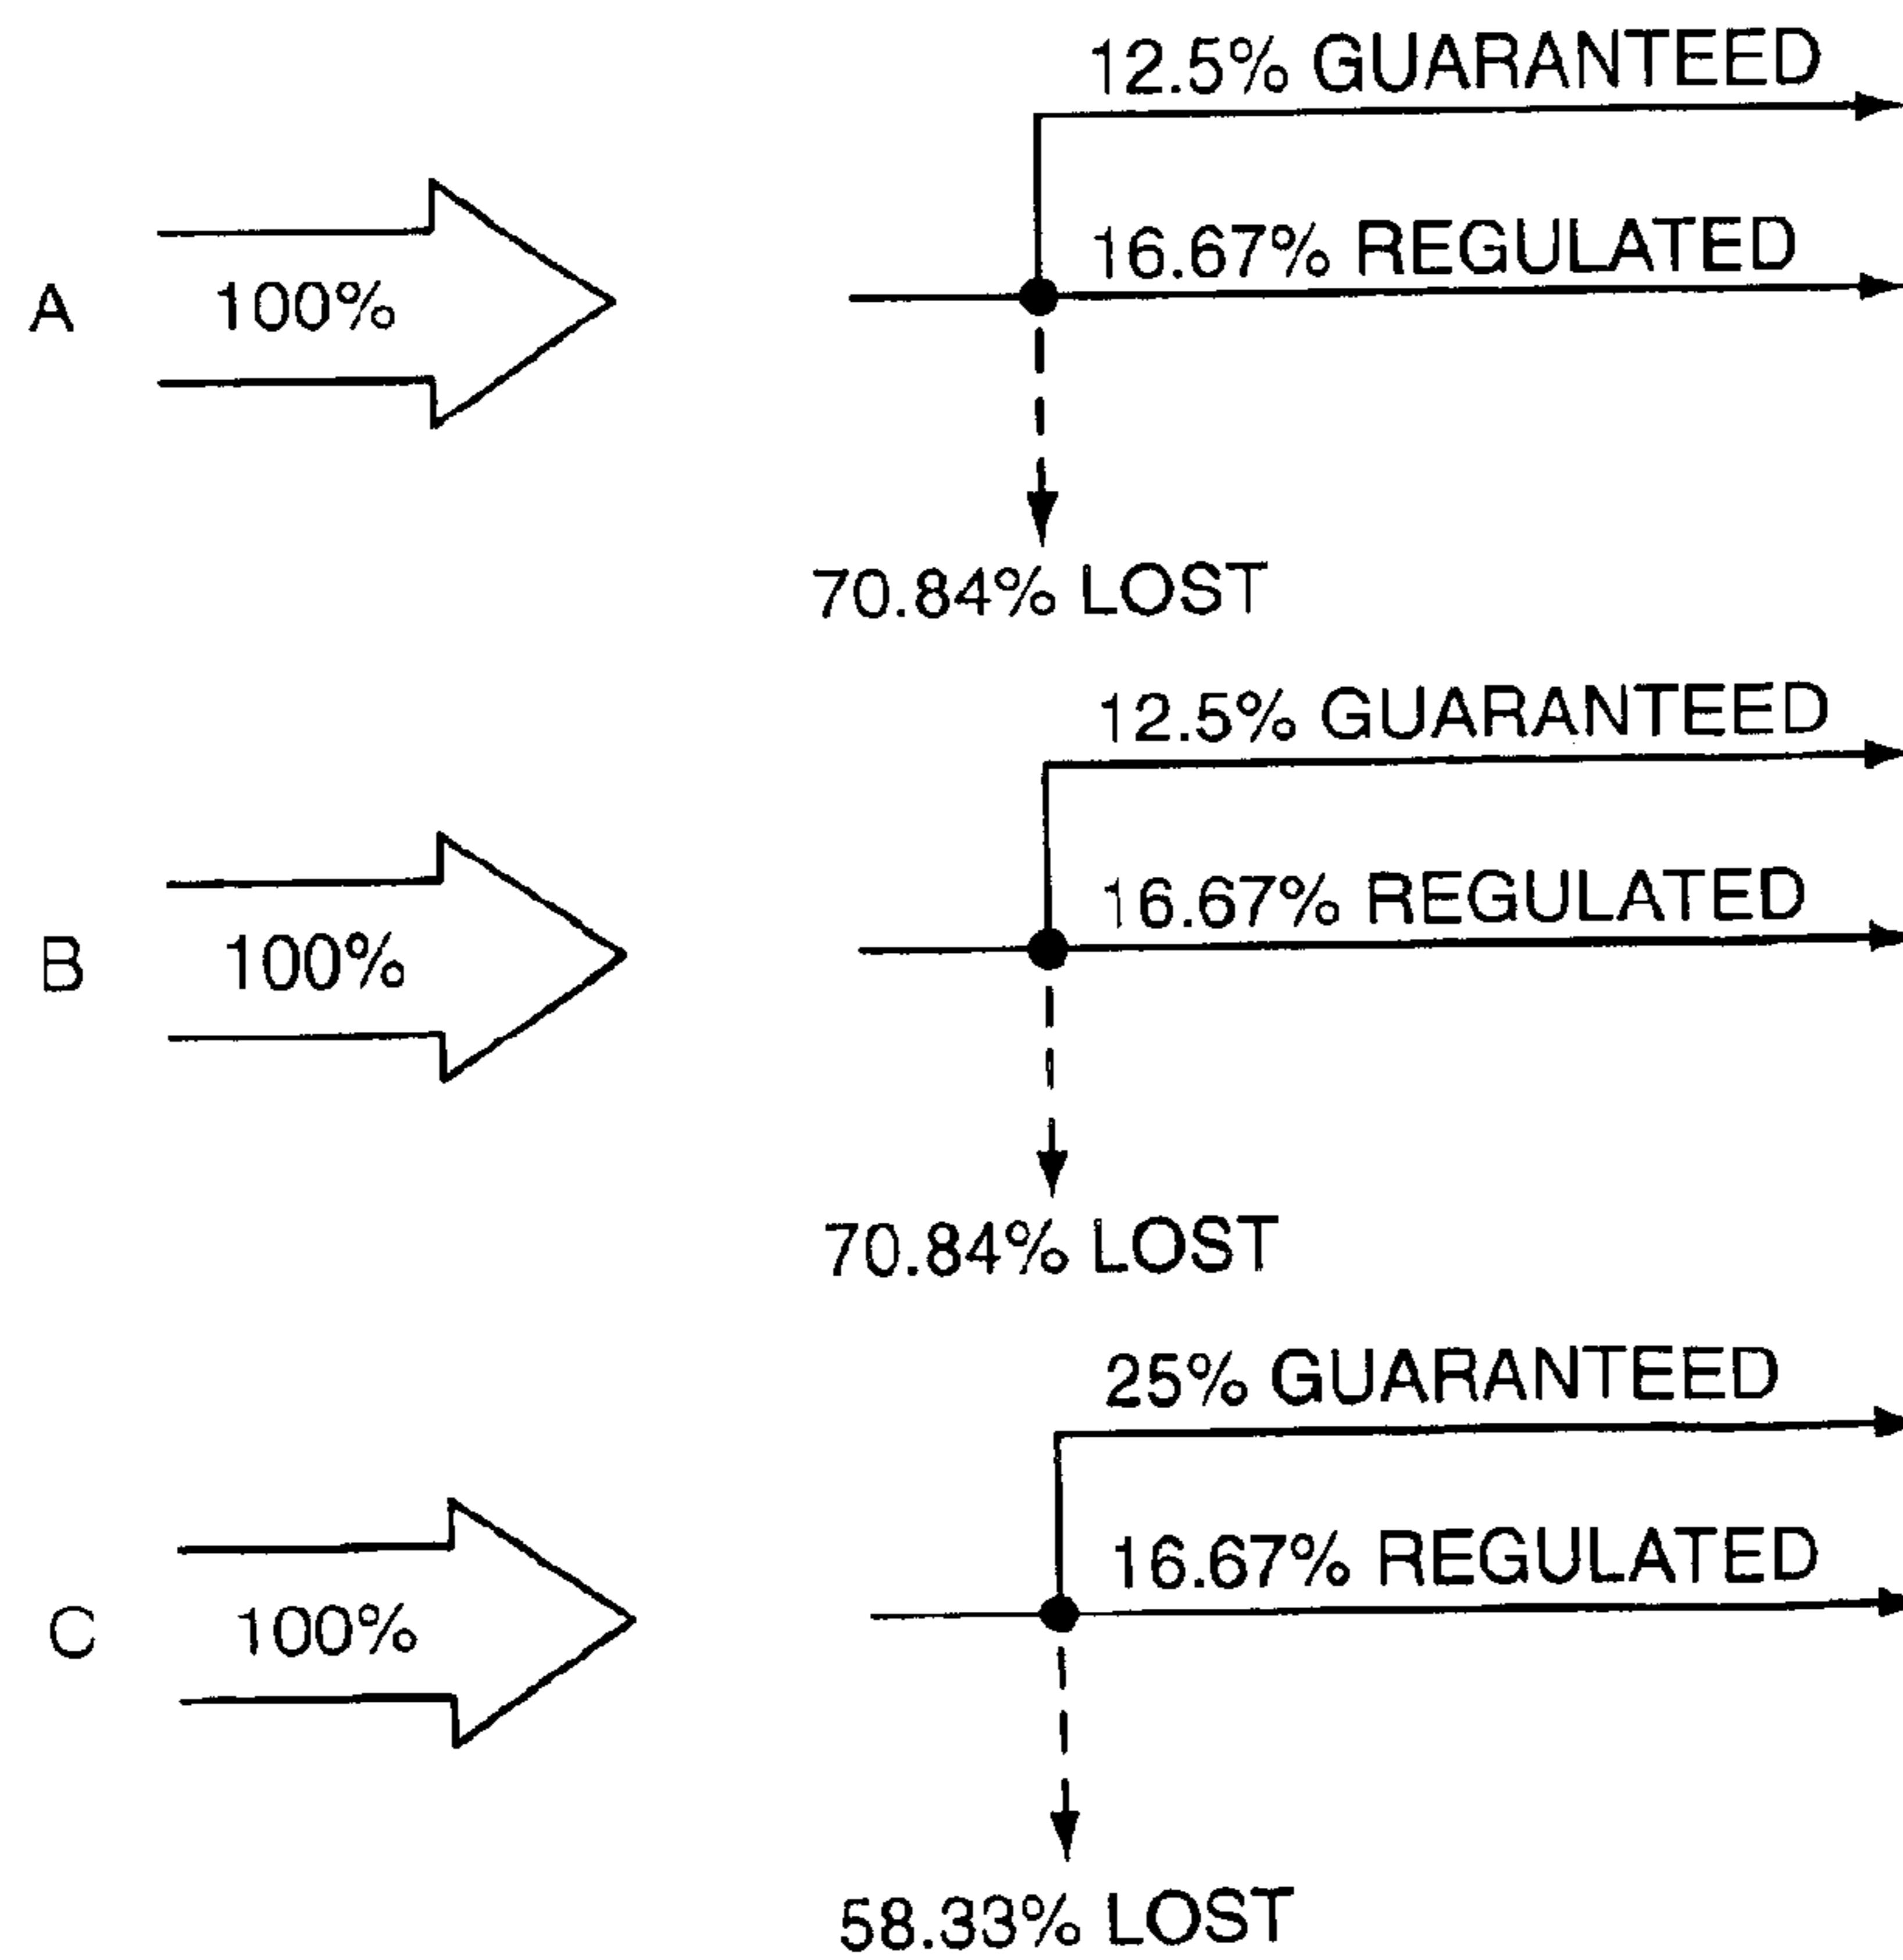 12.5% GUARANTEED
16.67% REGULATED
A
100%
70.84% LOST
12.5% GUARANTEED
16.67% REGULATED
B
100%
70.84% LOST
25% GUARANTEED
16.67% REGULATED
C
100%
58.33% LOST